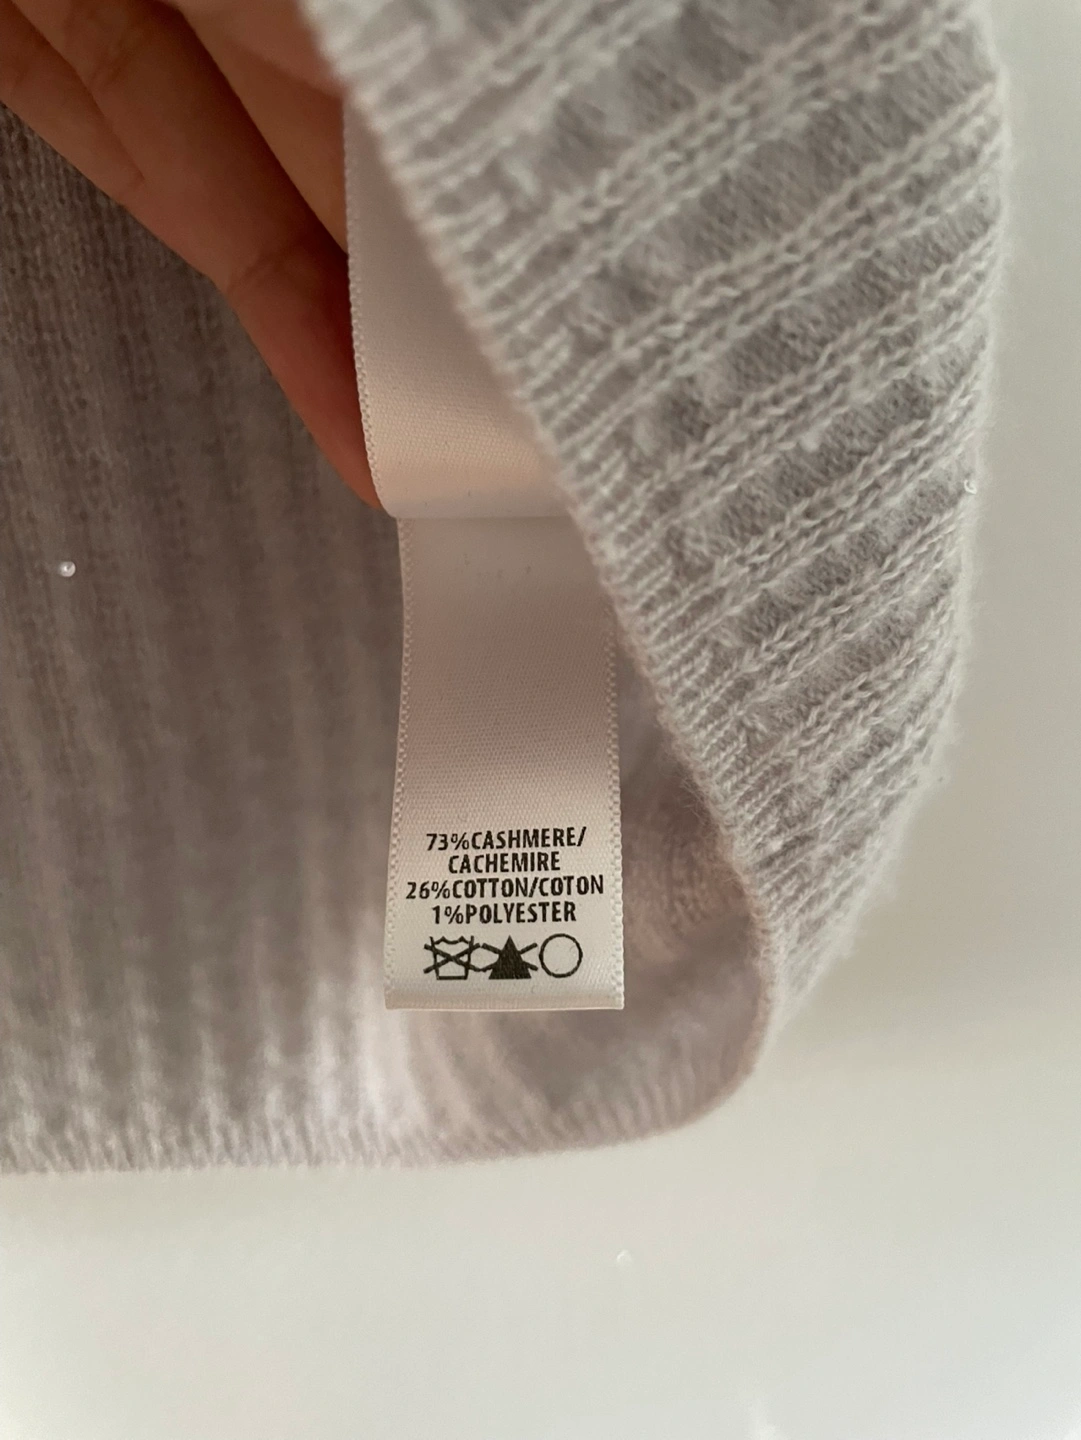 73%CASHMERE/
CACHEMIRE
26%COTTON/COTON
1%POLYESTER